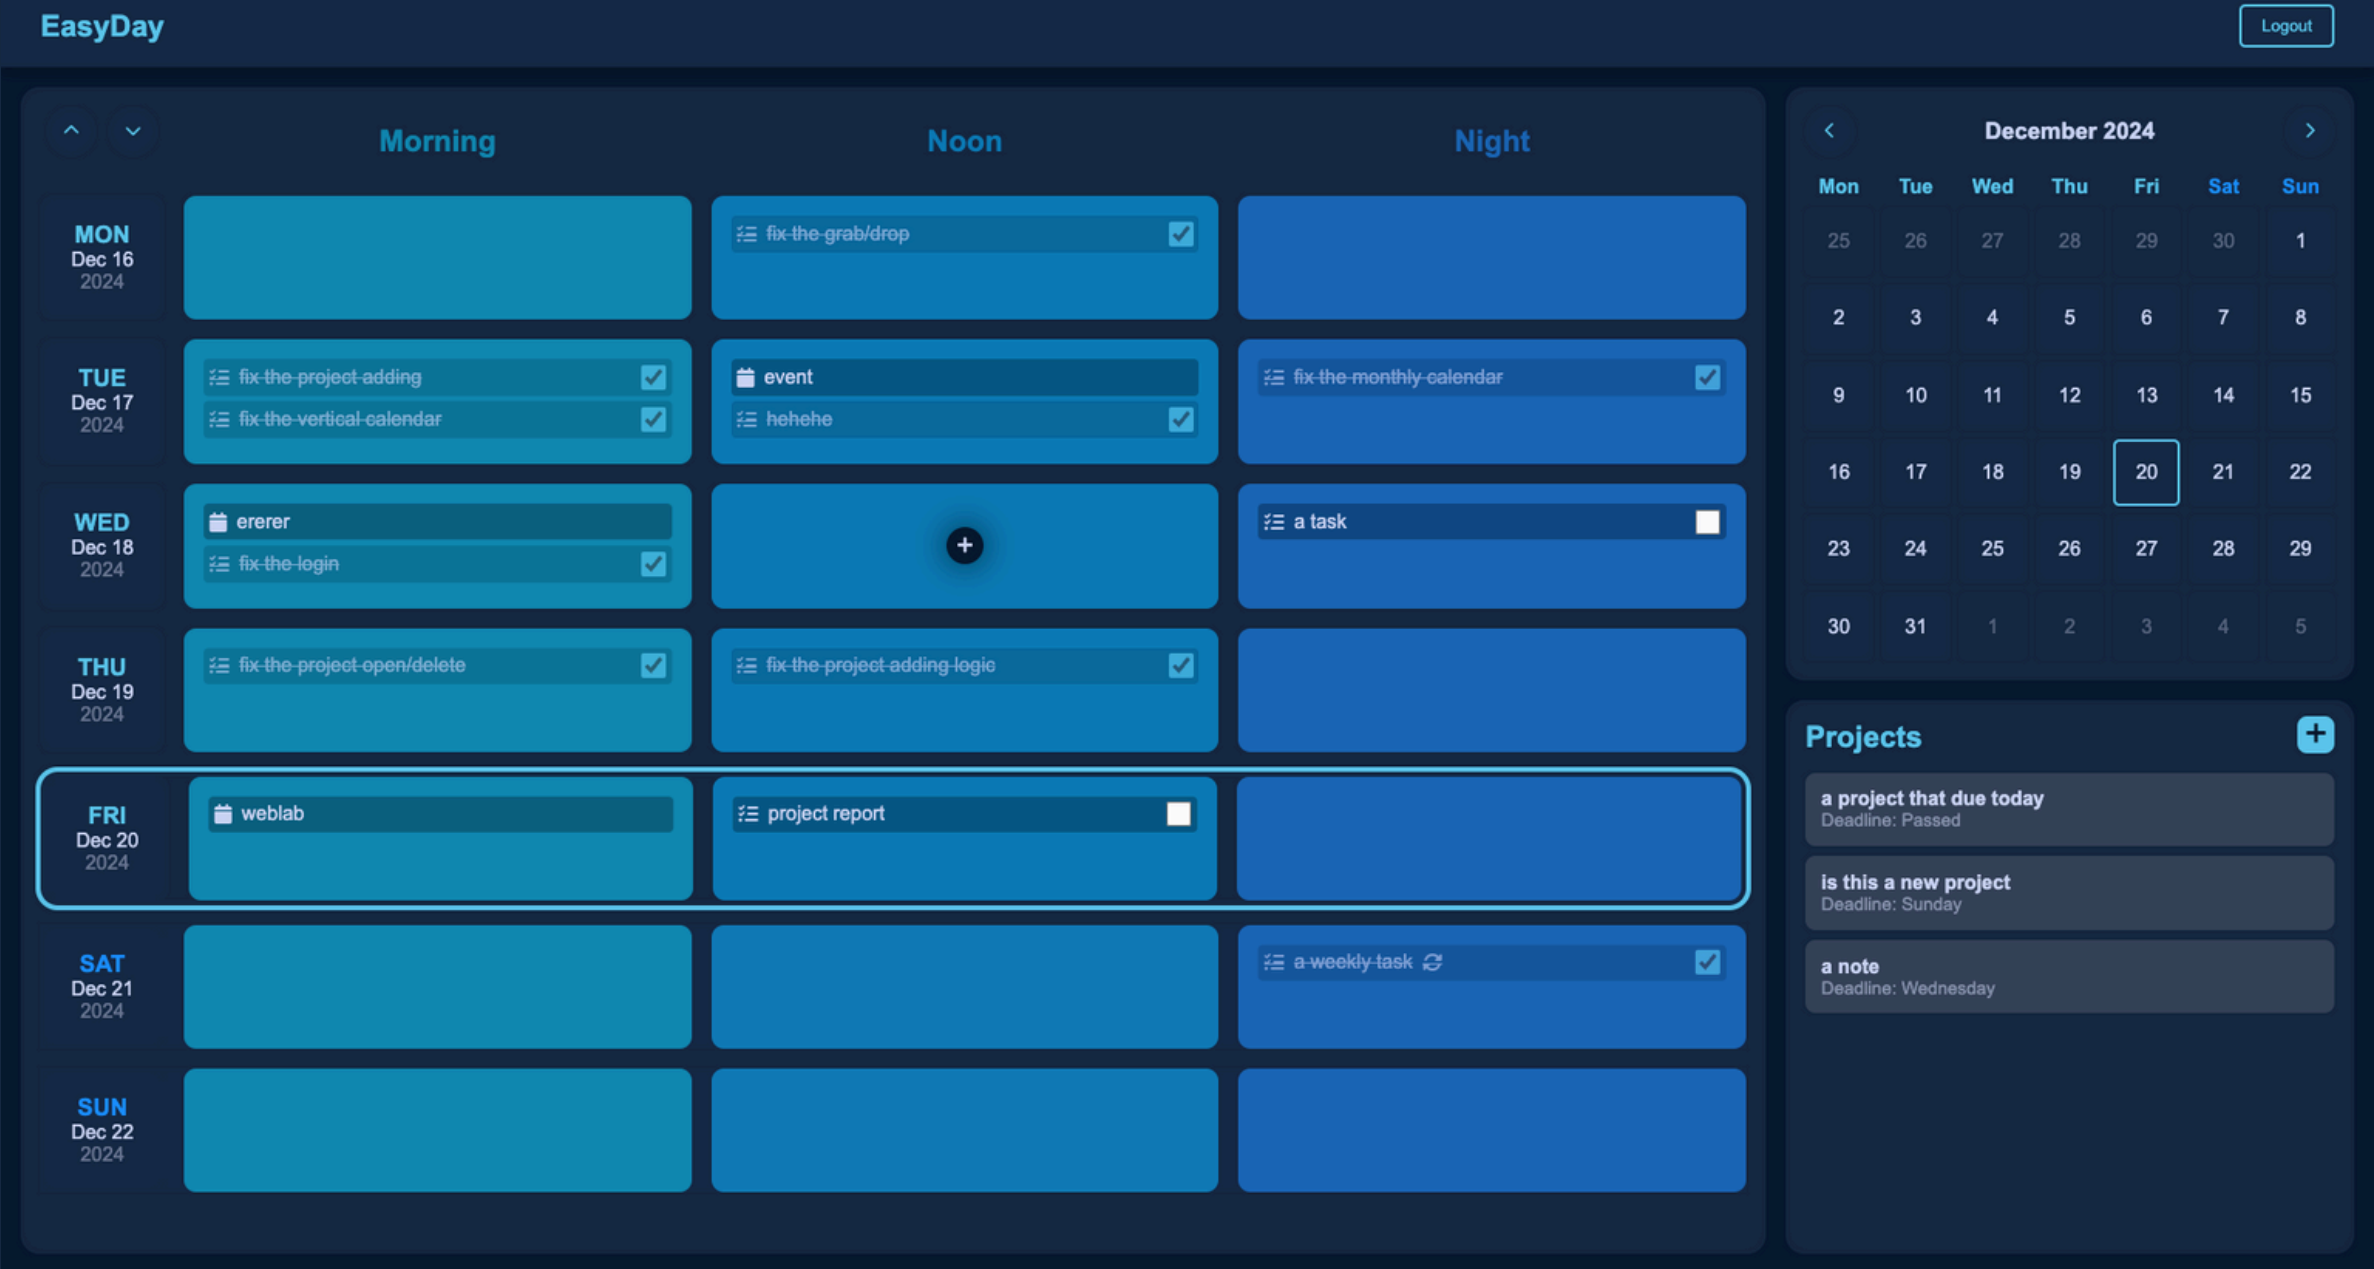 EasyDay
Logout
Morning Noon Night
MON
Dec 16
2024
fix the grab/drop
TUE
Dec 17
2024
fix the project adding
fix the vertical calendar
event
hehehe
fix the monthly calendar
WED
Dec 18
2024
ererer
fix the login
+
a task
THU
Dec 19
2024
fix the project open/delete
fix the project adding logic
FRI
Dec 20
2024
weblab
project report
SAT
Dec 21
2024
a weekly task
SUN
Dec 22
2024
December 2024
Mon Tue Wed Thu Fri Sat Sun
25 26 27 28 29 30 1
2 3 4 5 6 7 8
9 10 11 12 13 14 15
16 17 18 19 20 21 22
23 24 25 26 27 28 29
30 31 1 2 3 4 5
Projects +
a project that due today
Deadline: Passed
is this a new project
Deadline: Sunday
a note
Deadline: Wednesday